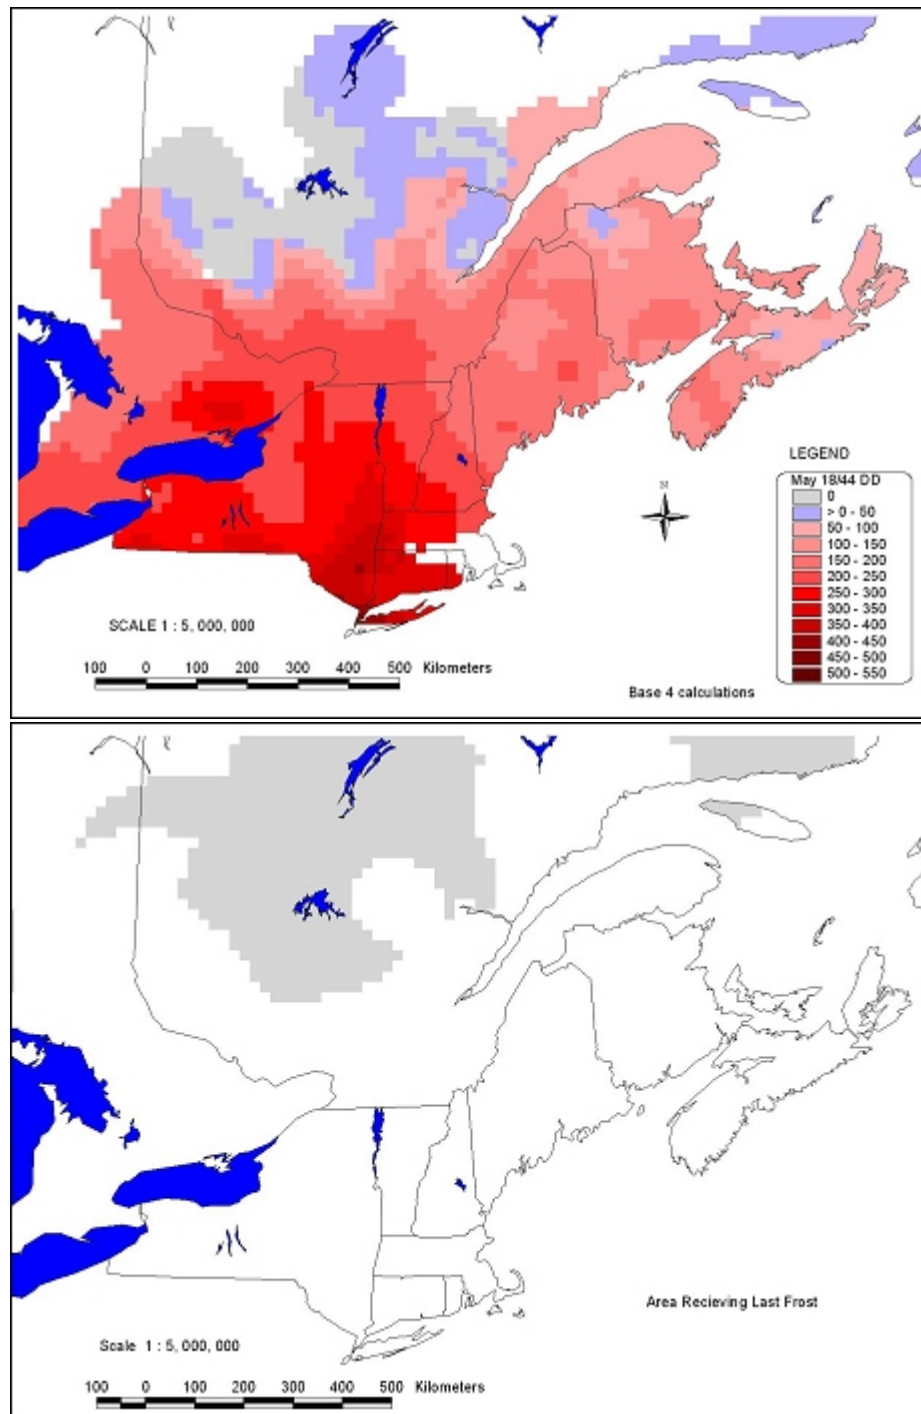 LEGEND
May 18/44 DD
0
> 0 - 50
50 - 100
100 - 150
150 - 200
200 - 250
250 - 300
300 - 350
350 - 400
400 - 450
450 - 500
500 - 550
N
SCALE 1 : 5, 000, 000
100 0 100 200 300 400 500 Kilometers
Base 4 calculations
Area Recieving Last Frost
Scale 1 : 5, 000, 000
100 0 100 200 300 400 500 Kilometers